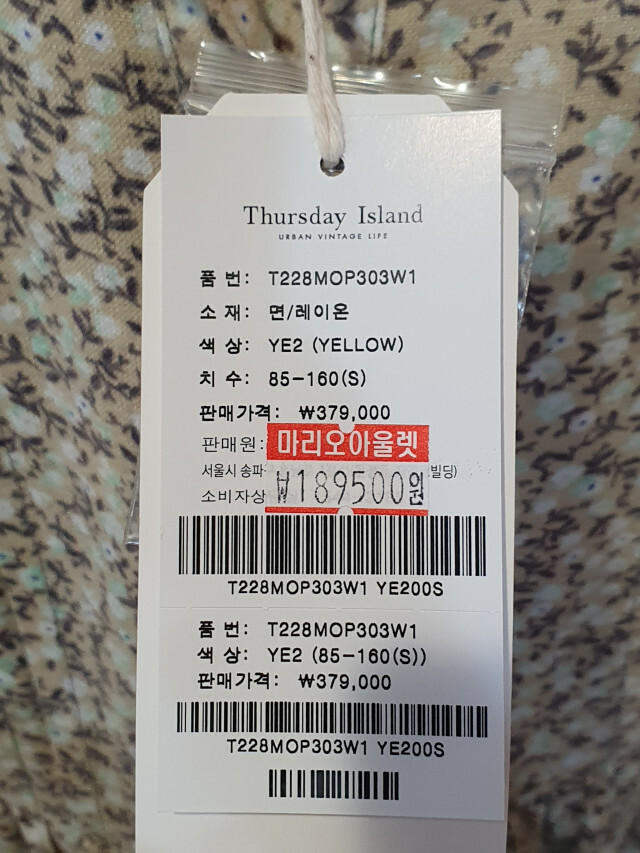 Thursday Island
URBAN VINTAGE LIFE
품 번: T228MOP303W1
소 재: 면/레이온
색 상: YE2 (YELLOW)
치 수: 85-160(S)
판매가격: ₩379,000
판매원: 마리오아울렛
서울시 송파 빌딩)
소비자상 ₩189500원
T228MOP303W1 YE200S
품 번: T228MOP303W1
색 상: YE2 (85-160(S))
판매가격: ₩379,000
T228MOP303W1 YE200S